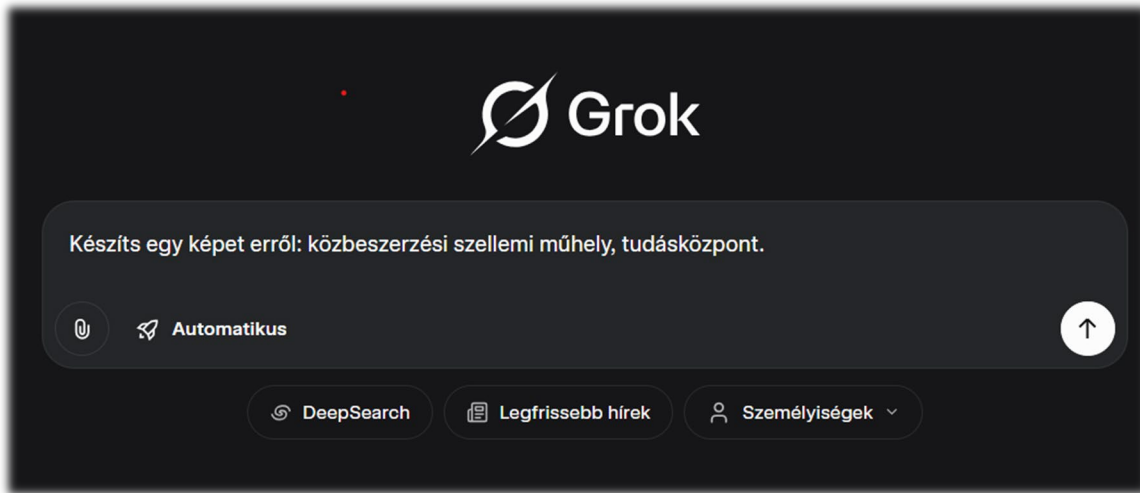 Grok
Készíts egy képet erről: közbeszerzési szellemi műhely, tudásközpont.
Automatikus
DeepSearch
Legfrissebb hírek
Személyiségek